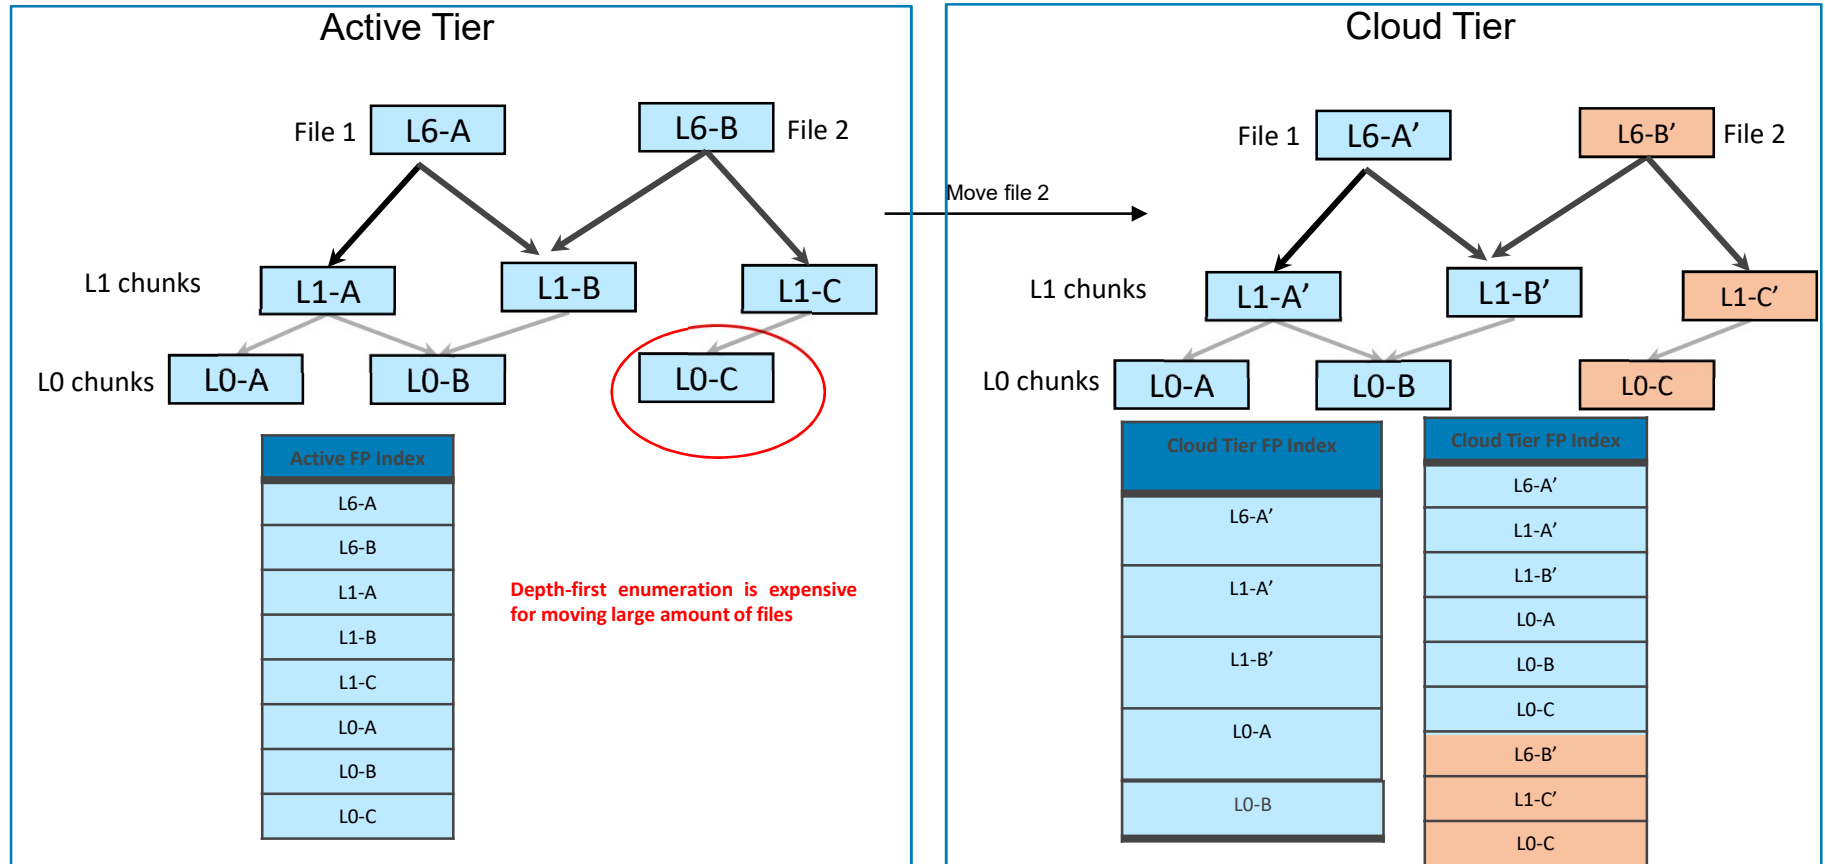 Active Tier
File 1
L6-A
L6-B
File 2
L1 chunks
L1-A
L1-B
L1-C
L0 chunks
L0-A
L0-B
L0-C
Active FP Index
L6-A
L6-B
L1-A
L1-B
L1-C
L0-A
L0-B
L0-C
Depth-first enumeration is expensive
for moving large amount of files
Move file 2
Cloud Tier
File 1
L6-A’
L6-B’
File 2
L1 chunks
L1-A’
L1-B’
L1-C’
L0 chunks
L0-A
L0-B
L0-C
Cloud Tier FP Index
L6-A’
L1-A’
L1-B’
L0-A
L0-B
Cloud Tier FP Index
L6-A’
L1-A’
L1-B’
L0-A
L0-B
L0-C
L6-B’
L1-C’
L0-C